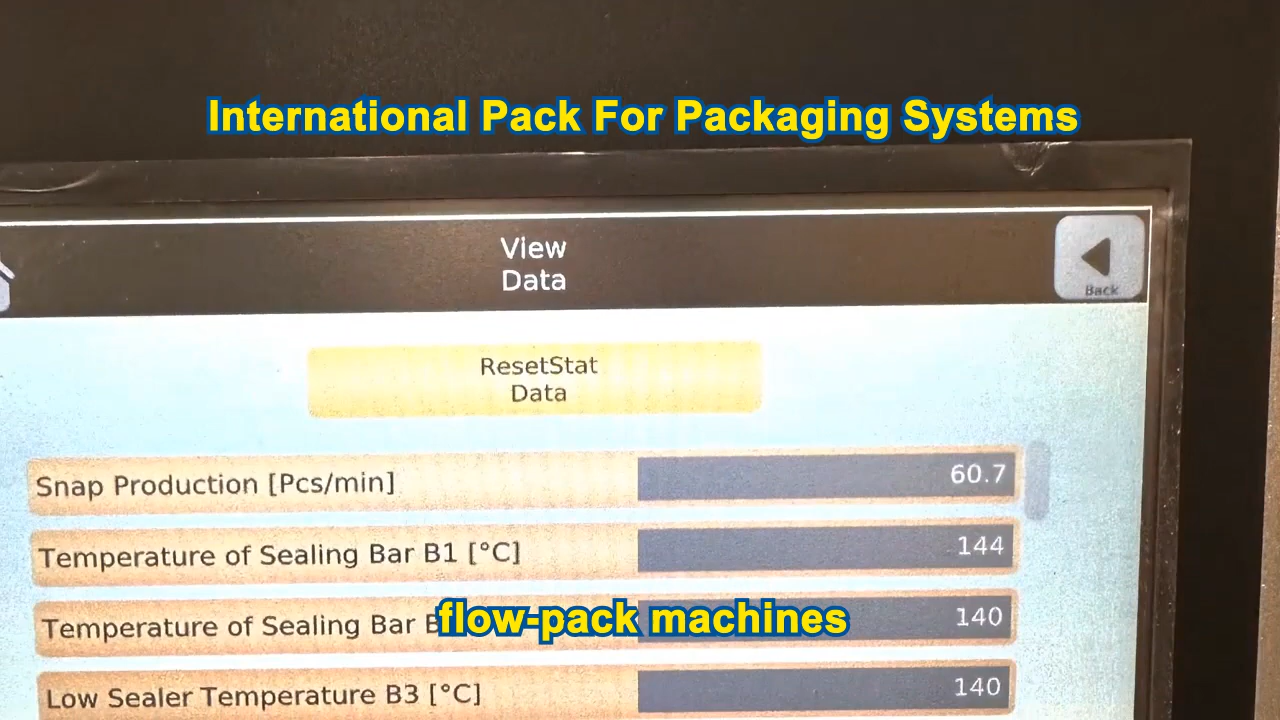 International Pack For Packaging Systems
View
Data
Back
ResetStat
Data
Snap Production [Pcs/min] 60.7
Temperature of Sealing Bar B1 [°C] 144
Temperature of Sealing Bar 140
flow-pack machines
Low Sealer Temperature B3 [°C] 140